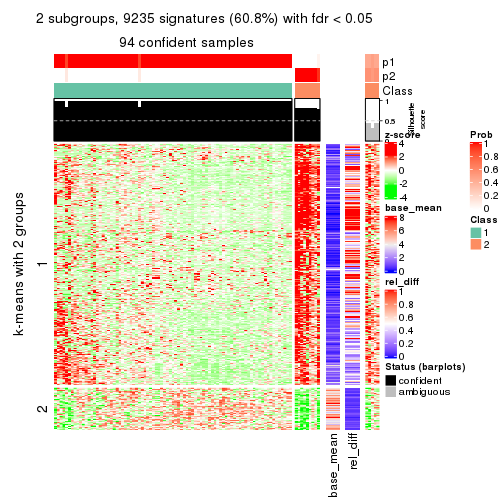 2 subgroups, 9235 signatures (60.8%) with fdr < 0.05
94 confident samples
p1
p2
Class
1
0.5
0
Silhouette
score
k-means with 2 groups
1
2
base_mean
rel_diff
z-score
4
2
0
-2
-4
base_mean
8
6
4
2
0
rel_diff
1
0.8
0.6
0.4
0.2
0
Status (barplots)
confident
ambiguous
Prob
1
0.8
0.6
0.4
0.2
0
Class
1
2